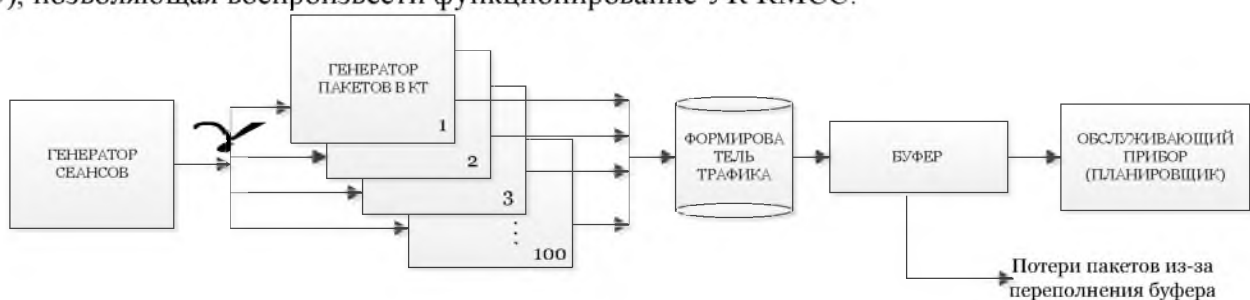 позволяющая воспроизвести функционирование УК КМСС.
ГЕНЕРАТОР
СЕАНСОВ
ГЕНЕРАТОР
ПАКЕТОВ В КТ
1
2
3
⋮
100
ФОРМИРОВА
ТЕЛЬ
ТРАФИКА
БУФЕР
ОБСЛУЖИВАЮЩИЙ
ПРИБОР
(ПЛАНИРОВЩИК)
Потери пакетов из-за
переполнения буфера